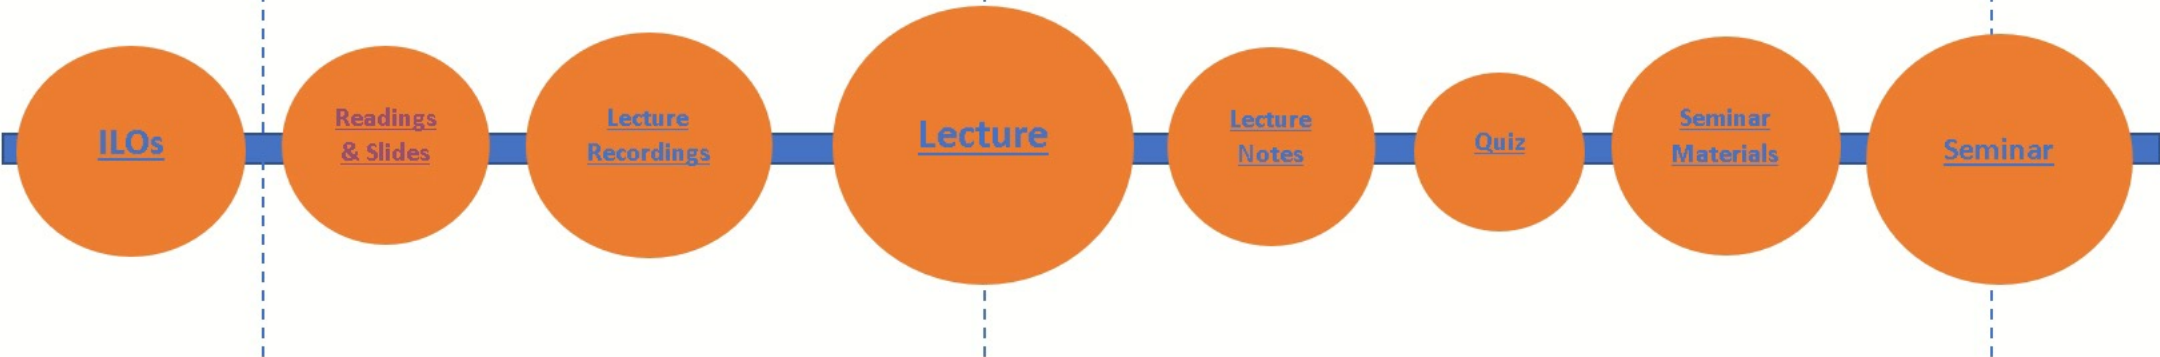 ILOs
Readings
& Slides
Lecture
Recordings
Lecture
Lecture
Notes
Quiz
Seminar
Materials
Seminar